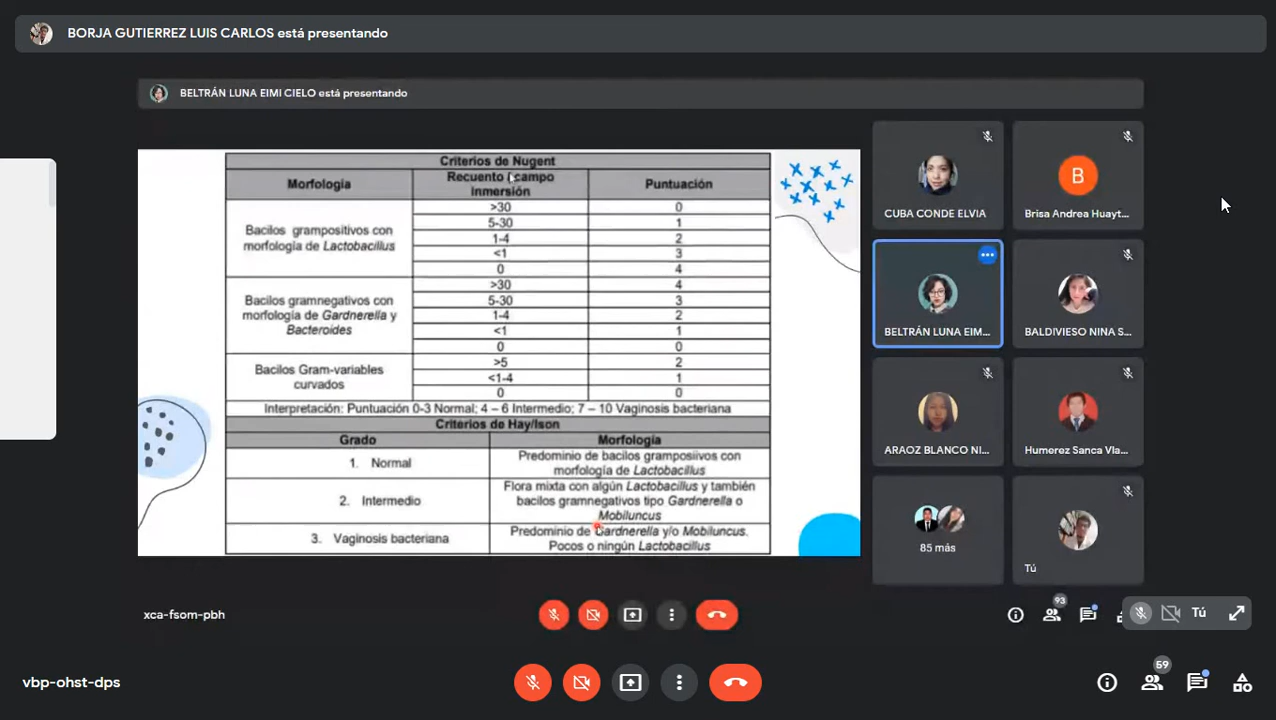 BORJA GUTIERREZ LUIS CARLOS está presentando
BELTRÁN LUNA EIMI CIELO está presentando
Criterios de Nugent
Morfología
Recuento campo
inmersión
Puntuación
Bacilos grampositivos con
morfología de Lactobacillus
>30 0
5-30 1
1-4 2
<1 3
0 4
Bacilos gramnegativos con
morfología de Gardnerella y
Bacteroides
>30 4
5-30 3
1-4 2
<1 1
0 0
Bacilos Gram-variables
curvados
>5 2
<1-4 1
0 0
Interpretación: Puntuación 0-3 Normal; 4 – 6 Intermedio; 7 – 10 Vaginosis bacteriana
Criterios de Hay/Ison
Grado Morfología
1. Normal
Predominio de bacilos gramposiivos con
morfología de Lactobacillus
2. Intermedio
Flora mixta con algún Lactobacillus y también
bacilos gramnegativos tipo Gardnerella o
Mobiluncus
3. Vaginosis bacteriana
Predominio de Gardnerella y/o Mobiluncus.
Pocos o ningún Lactobacillus
CUBA CONDE ELVIA
B
Brisa Andrea Huayt...
BELTRÁN LUNA EIM...
BALDIVIESO NINA S...
ARAOZ BLANCO NI...
Humerez Sanca Vla...
85 más
Tú
xca-fsom-pbh
93
Tú
vbp-ohst-dps
59